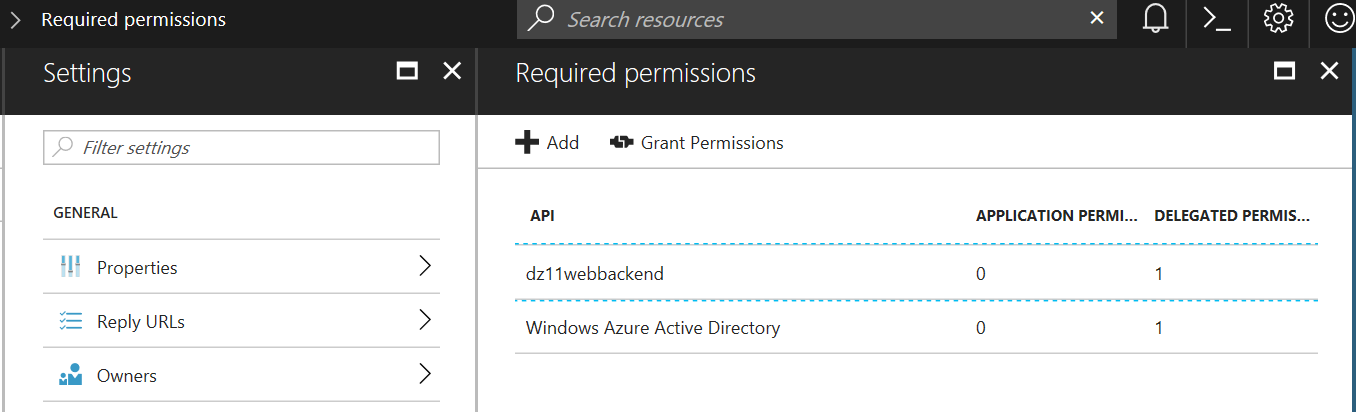 Required permissions
Search resources
Settings
Required permissions
Filter settings
Add
Grant Permissions
GENERAL
API
APPLICATION PERMI...
DELEGATED PERMIS...
Properties
dz11webbackend
0
1
Reply URLs
Windows Azure Active Directory
0
1
Owners